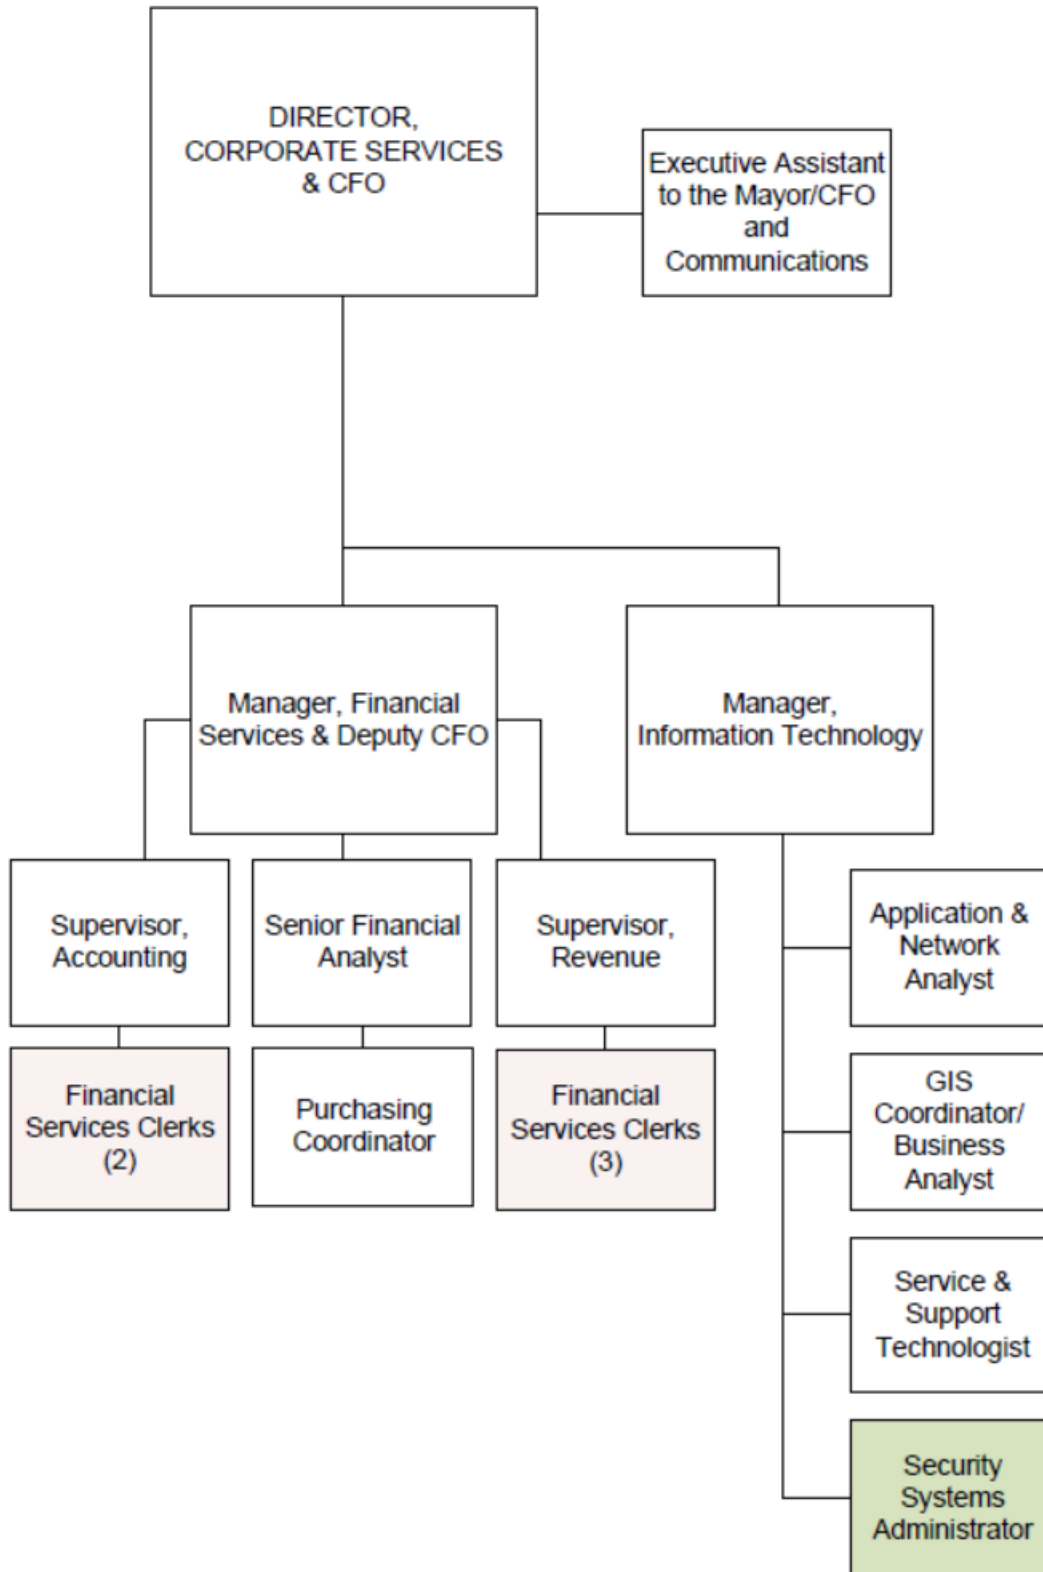 DIRECTOR,
CORPORATE SERVICES
& CFO
Executive Assistant
to the Mayor/CFO
and
Communications
Manager, Financial
Services & Deputy CFO
Manager,
Information Technology
Supervisor,
Accounting
Senior Financial
Analyst
Supervisor,
Revenue
Financial
Services Clerks
(2)
Purchasing
Coordinator
Financial
Services Clerks
(3)
Application &
Network
Analyst
GIS
Coordinator/
Business
Analyst
Service &
Support
Technologist
Security
Systems
Administrator